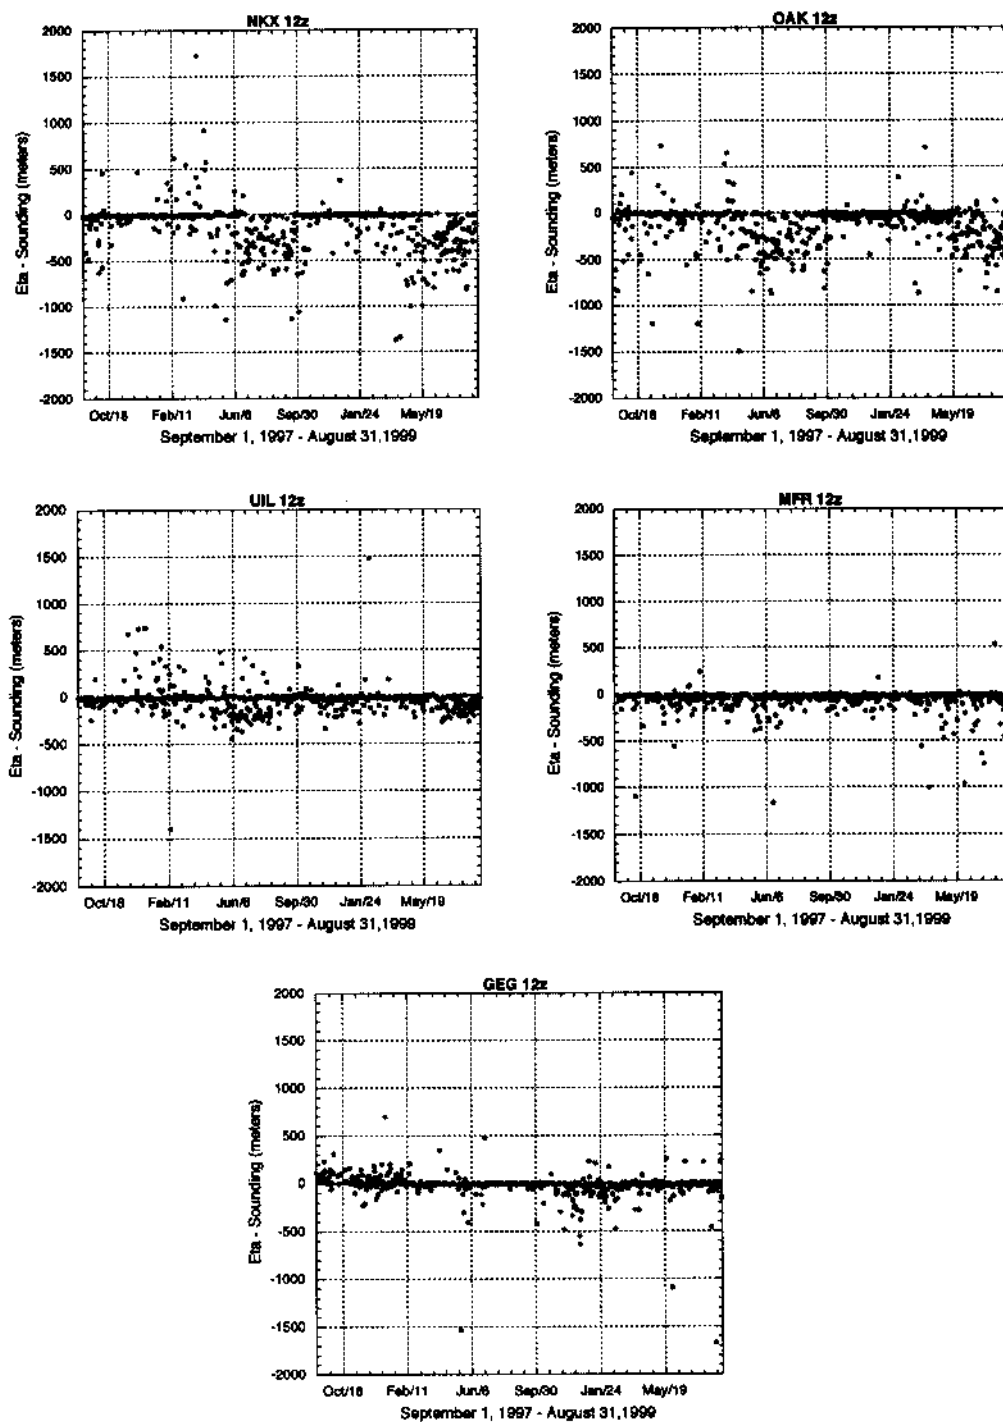 NKX 12z
Eta - Sounding (meters)
2000
1500
1000
500
0
-500
-1000
-1500
-2000
Oct/18 Feb/11 Jun/6 Sep/30 Jan/24 May/19
September 1, 1997 - August 31,1999
OAK 12z
Eta - Sounding (meters)
2000
1500
1000
500
0
-500
-1000
-1500
-2000
Oct/18 Feb/11 Jun/6 Sep/30 Jan/24 May/19
September 1, 1997 - August 31,1999
UIL 12z
Eta - Sounding (meters)
2000
1500
1000
500
0
-500
-1000
-1500
-2000
Oct/18 Feb/11 Jun/6 Sep/30 Jan/24 May/19
September 1, 1997 - August 31,1999
MFR 12z
Eta - Sounding (meters)
2000
1500
1000
500
0
-500
-1000
-1500
-2000
Oct/18 Feb/11 Jun/6 Sep/30 Jan/24 May/19
September 1, 1997 - August 31,1999
GEG 12z
Eta - Sounding (meters)
2000
1500
1000
500
0
-500
-1000
-1500
-2000
Oct/18 Feb/11 Jun/6 Sep/30 Jan/24 May/19
September 1, 1997 - August 31,1999